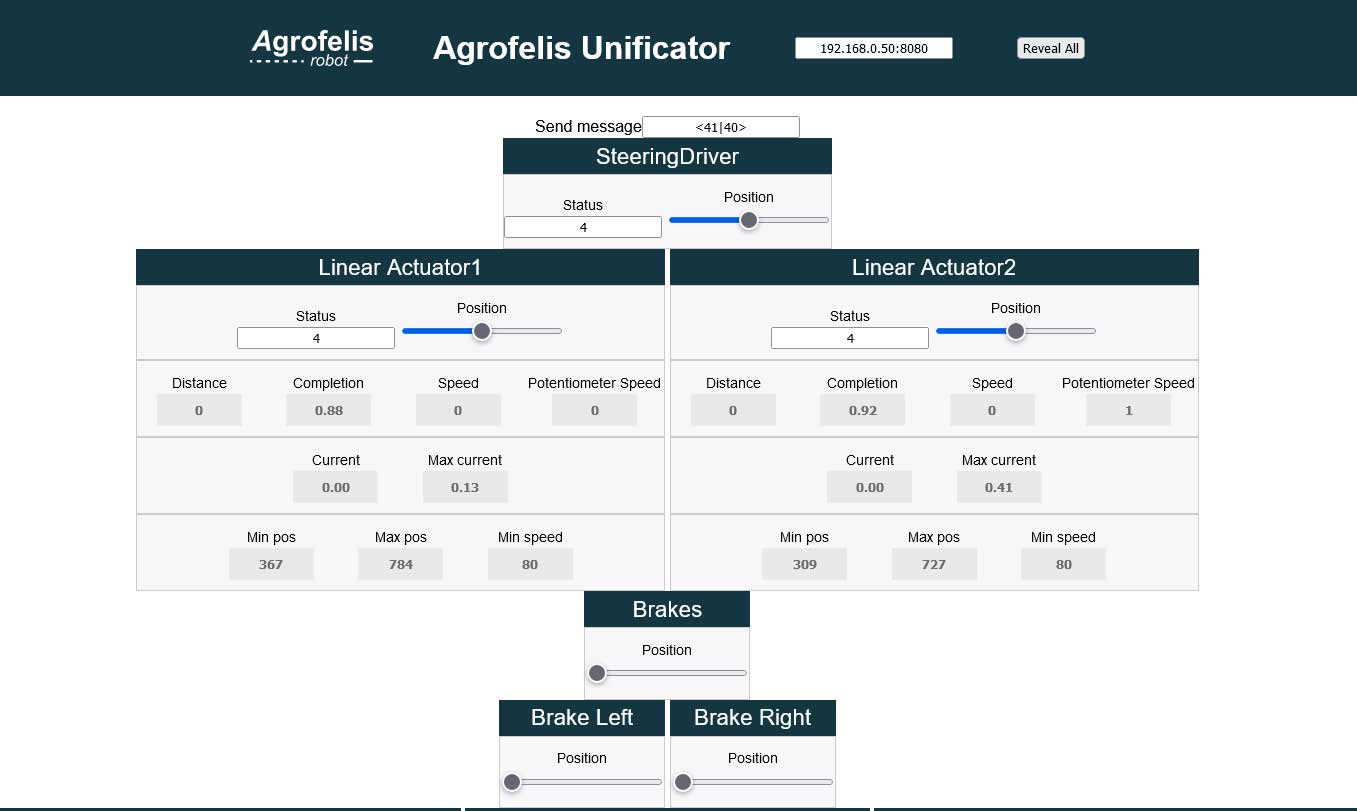 Agrofelis
robot
Agrofelis Unificator
192.168.0.50:8080
Reveal All
Send message <41|40>
SteeringDriver
Status
Position
4
Linear Actuator1
Status
Position
4
Distance Completion Speed Potentiometer Speed
0 0.88 0 0
Current Max current
0.00 0.13
Min pos Max pos Min speed
367 784 80
Linear Actuator2
Status
Position
4
Distance Completion Speed Potentiometer Speed
0 0.92 0 1
Current Max current
0.00 0.41
Min pos Max pos Min speed
309 727 80
Brakes
Position
Brake Left
Position
Brake Right
Position